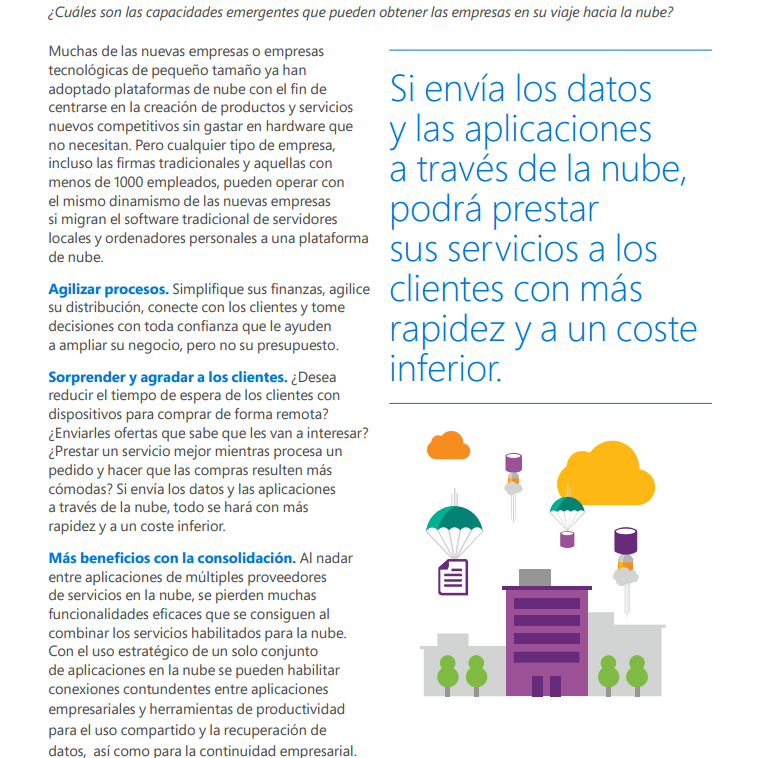 ¿Cuáles son las capacidades emergentes que pueden obtener las empresas en su viaje hacia la nube?
Muchas de las nuevas empresas o empresas
tecnológicas de pequeño tamaño ya han
adoptado plataformas de nube con el fin de
centrarse en la creación de productos y servicios
nuevos competitivos sin gastar en hardware que
no necesitan. Pero cualquier tipo de empresa,
incluso las firmas tradicionales y aquellas con
menos de 1000 empleados, pueden operar con
el mismo dinamismo de las nuevas empresas
si migran el software tradicional de servidores
locales y ordenadores personales a una plataforma
de nube.
Agilizar procesos. Simplifique sus finanzas, agilice
su distribución, conecte con los clientes y tome
decisiones con toda confianza que le ayuden
a ampliar su negocio, pero no su presupuesto.
Sorprender y agradar a los clientes. ¿Desea
reducir el tiempo de espera de los clientes con
dispositivos para comprar de forma remota?
¿Enviarles ofertas que sabe que les van a interesar?
¿Prestar un servicio mejor mientras procesa un
pedido y hacer que las compras resulten más
cómodas? Si envía los datos y las aplicaciones
a través de la nube, todo se hará con más
rapidez y a un coste inferior.
Más beneficios con la consolidación. Al nadar
entre aplicaciones de múltiples proveedores
de servicios en la nube, se pierden muchas
funcionalidades eficaces que se consiguen al
combinar los servicios habilitados para la nube.
Con el uso estratégico de un solo conjunto
de aplicaciones en la nube se pueden habilitar
conexiones contundentes entre aplicaciones
empresariales y herramientas de productividad
para el uso compartido y la recuperación de
datos, así como para la continuidad empresarial.
Si envía los datos
y las aplicaciones
a través de la nube,
podrá prestar
sus servicios a los
clientes con más
rapidez y a un coste
inferior.